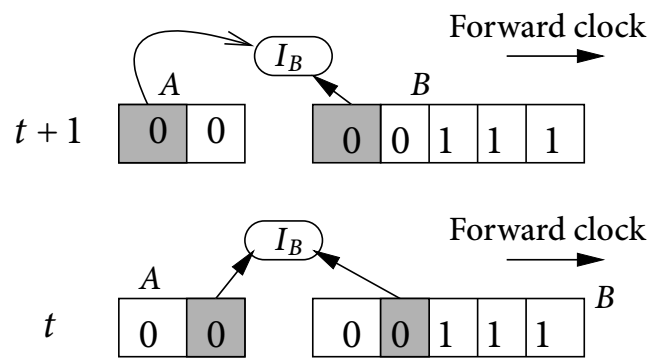 Forward clock
I_B
A B
t + 1 0 0 0 0 1 1 1
Forward clock
I_B
A B
t 0 0 0 0 1 1 1